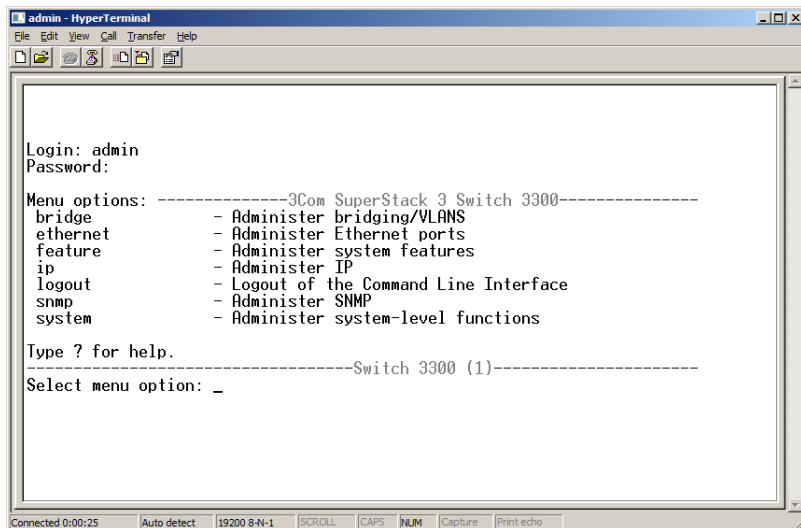 admin - HyperTerminal
File Edit View Call Transfer Help
Login: admin
Password:
Menu options: --------------3Com SuperStack 3 Switch 3300---------------
bridge - Administer bridging/VLANS
ethernet - Administer Ethernet ports
feature - Administer system features
ip - Administer IP
logout - Logout of the Command Line Interface
snmp - Administer SNMP
system - Administer system-level functions
Type ? for help.
-----------------------------------Switch 3300 (1)----------------------
Select menu option: _
Connected 0:00:25 Auto detect 19200 8-N-1 SCROLL CAPS NUM Capture Print echo